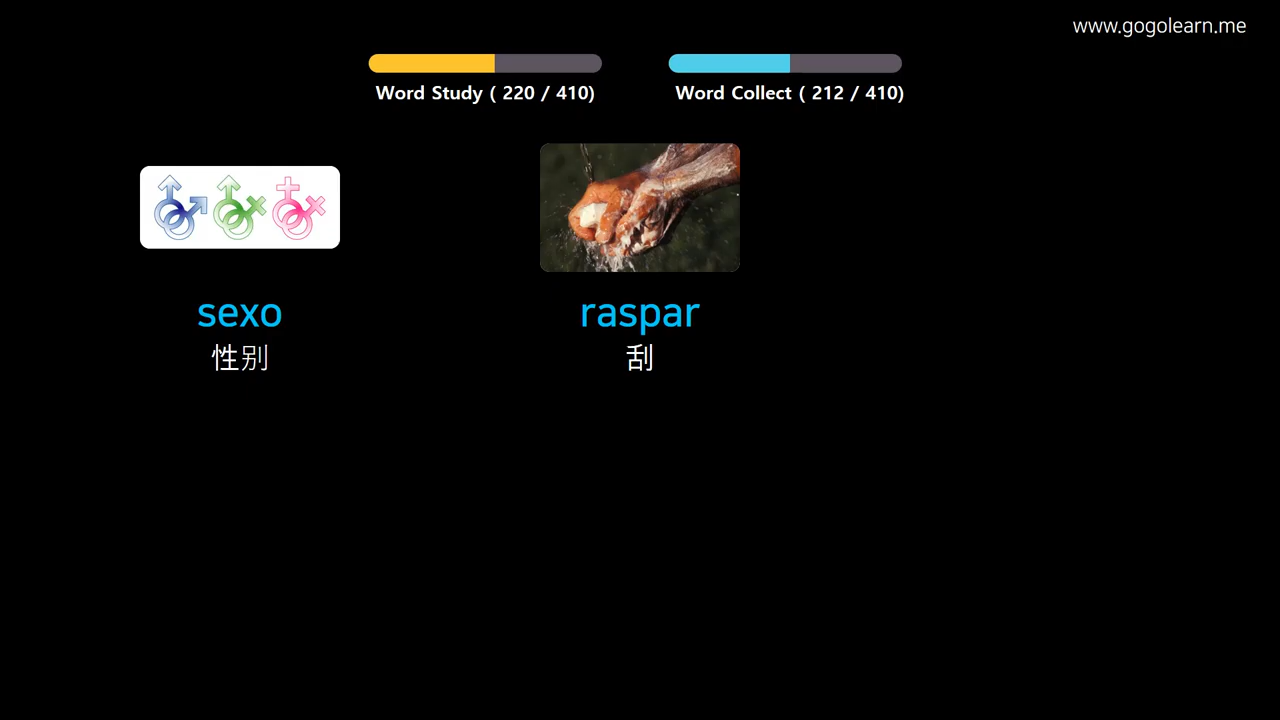 www.gogolearn.me
Word Study ( 220 / 410)
Word Collect ( 212 / 410)
sexo
性别
raspar
刮